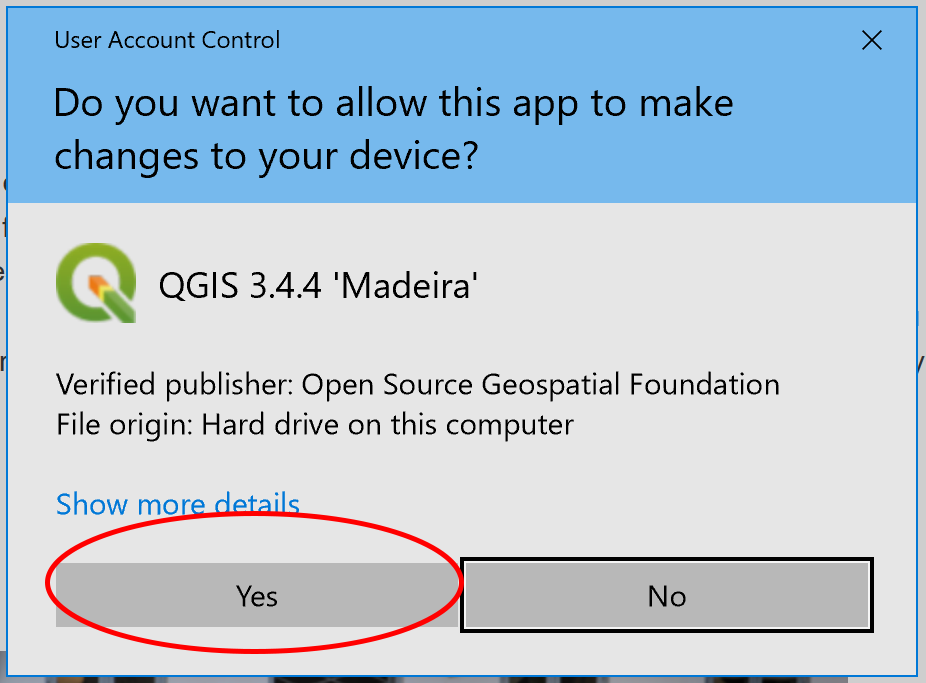 User Account Control
Do you want to allow this app to make
changes to your device?
QGIS 3.4.4 'Madeira'
Verified publisher: Open Source Geospatial Foundation
File origin: Hard drive on this computer
Show more details
Yes
No